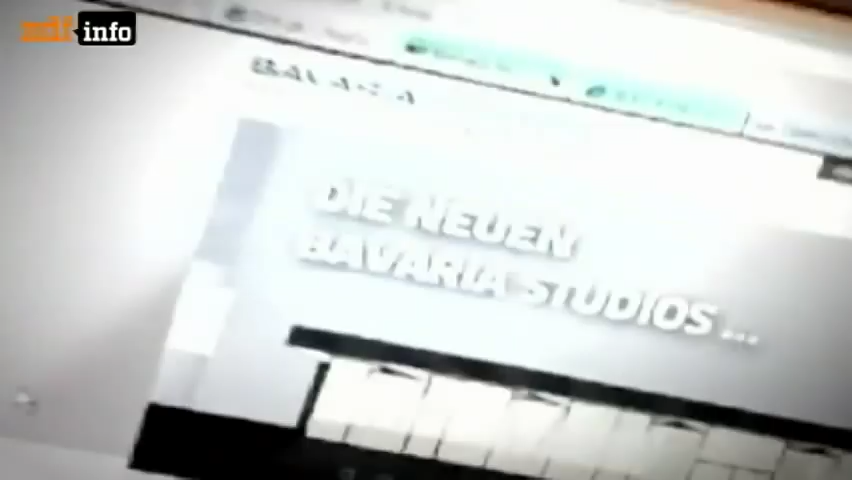 zdf info
BAVARIA
DIE NEUEN
BAVARIA STUDIOS ...